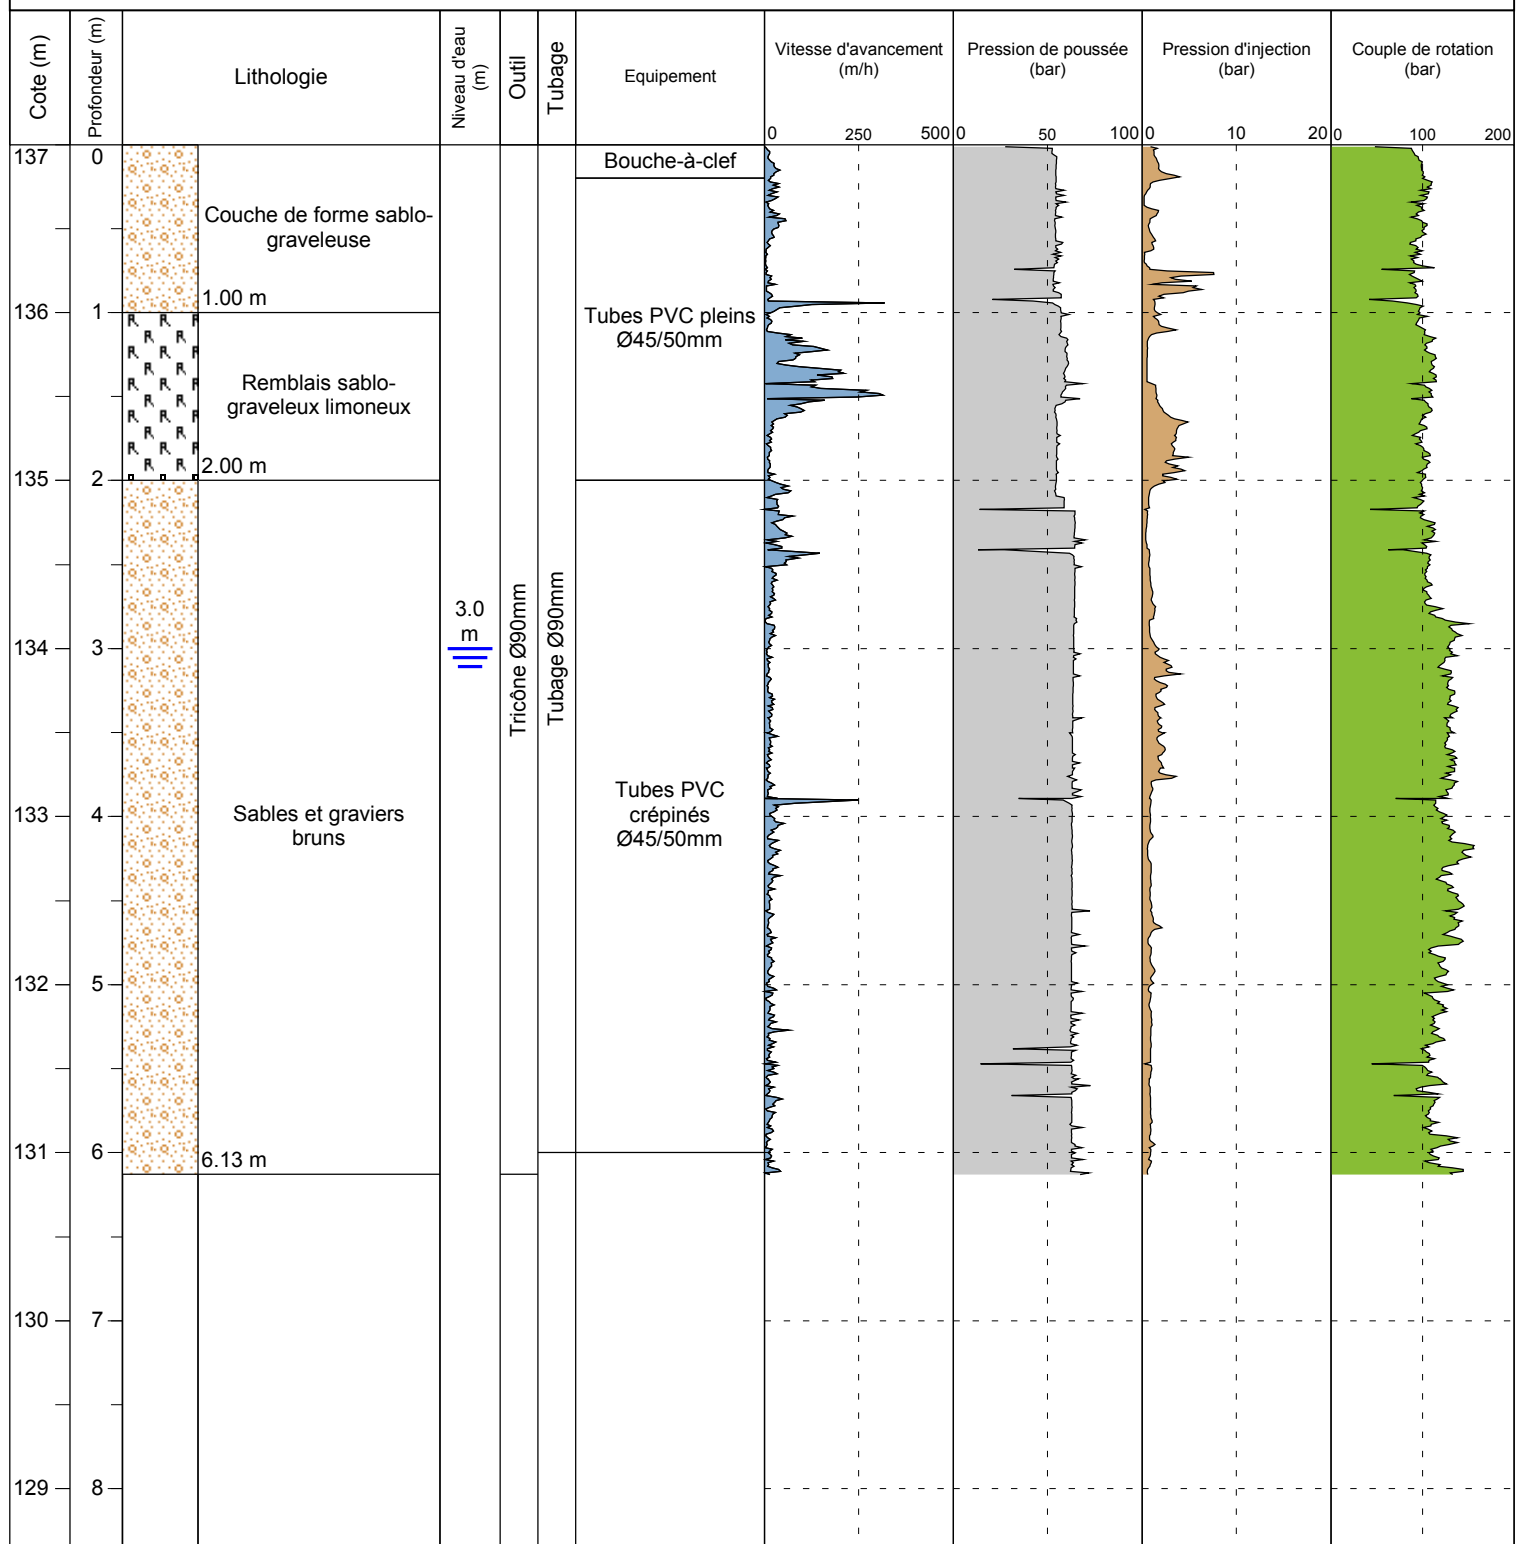 Cote (m)
Profondeur (m)
Lithologie
Niveau d'eau
(m)
Outil
Tubage
Equipement
Vitesse d'avancement
(m/h)
Pression de poussée
(bar)
Pression d'injection
(bar)
Couple de rotation
(bar)
0 250 500
0 50 100
0 10 20
0 100 200
137 0
Bouche-à-clef
Couche de forme sablo-
graveleuse
1.00 m
136 1
Tubes PVC pleins
Ø45/50mm
Remblais sablo-
graveleux limoneux
2.00 m
135 2
3.0
m
134 3
Tricône Ø90mm
Tubage Ø90mm
Sables et graviers
bruns
Tubes PVC
crépinés
Ø45/50mm
133 4
132 5
131 6
6.13 m
130 7
129 8